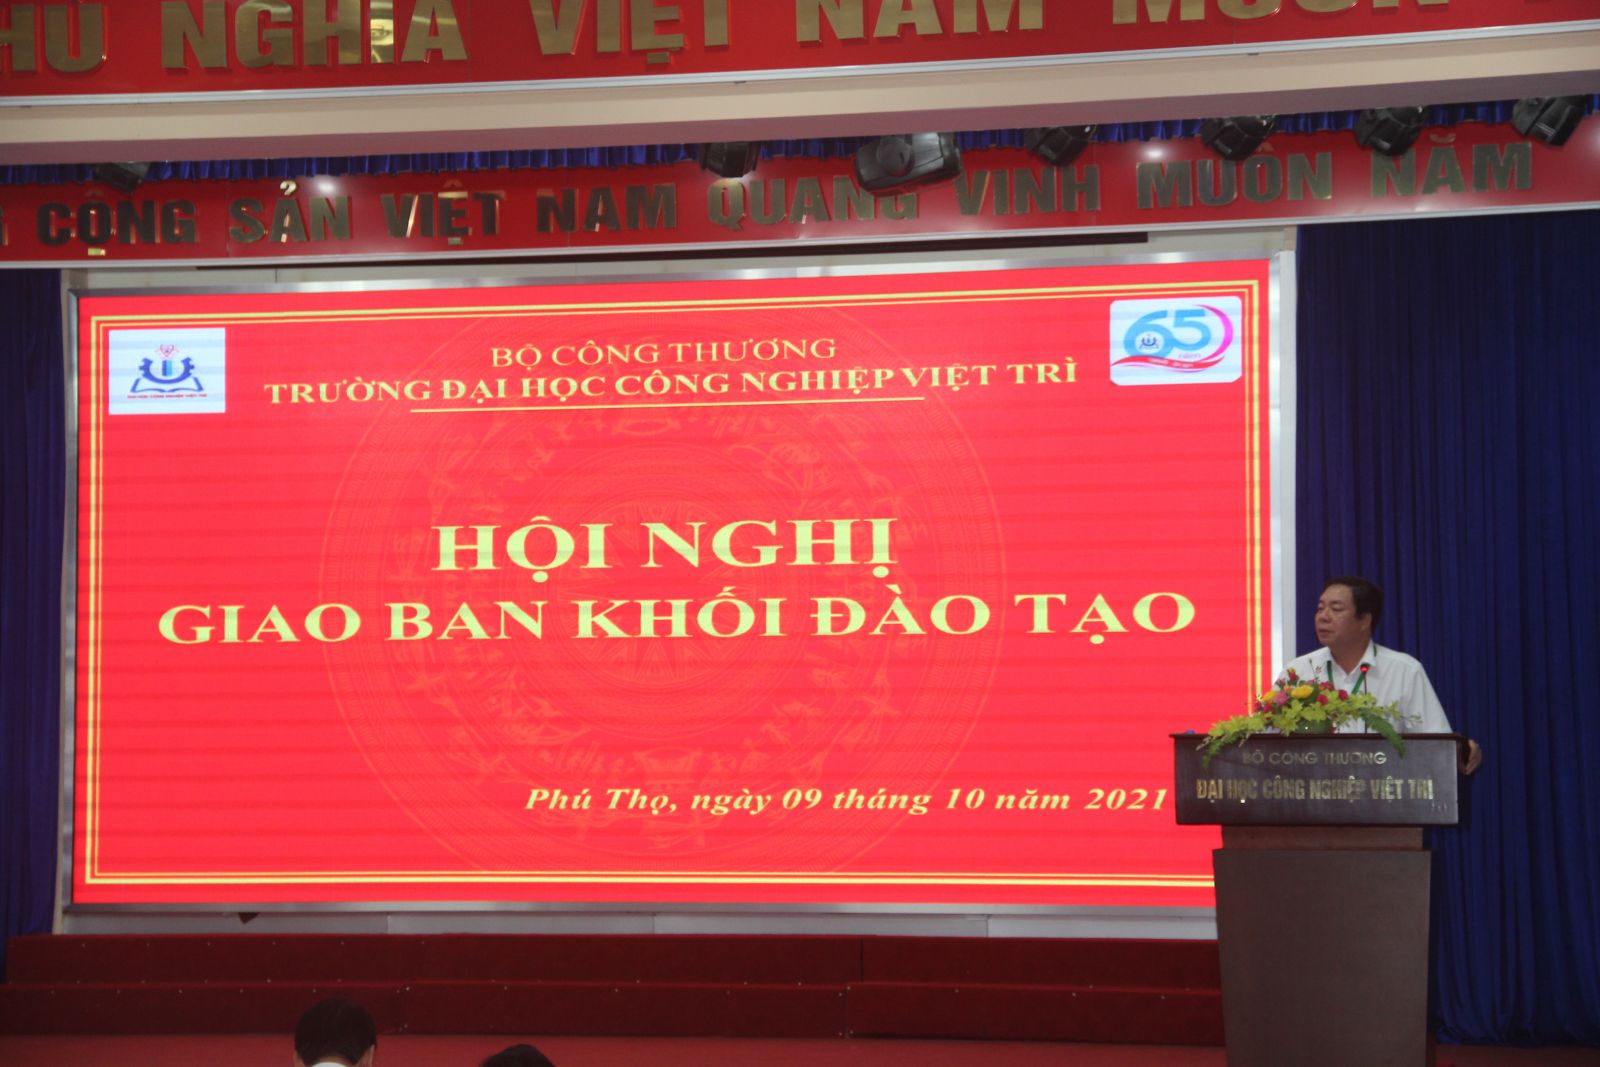 HỦ NGHĨA VIỆT NAM MUÔN
CỘNG SẢN VIỆT NAM QUANG VINH MUÔN NĂM
65
BỘ CÔNG THƯƠNG
TRƯỜNG ĐẠI HỌC CÔNG NGHIỆP VIỆT TRÌ
HỘI NGHỊ
GIAO BAN KHỐI ĐÀO TẠO
Phú Thọ, ngày 09 tháng 10 năm 2021
BỘ CÔNG THƯƠNG
ĐẠI HỌC CÔNG NGHIỆP VIỆT TRÌ